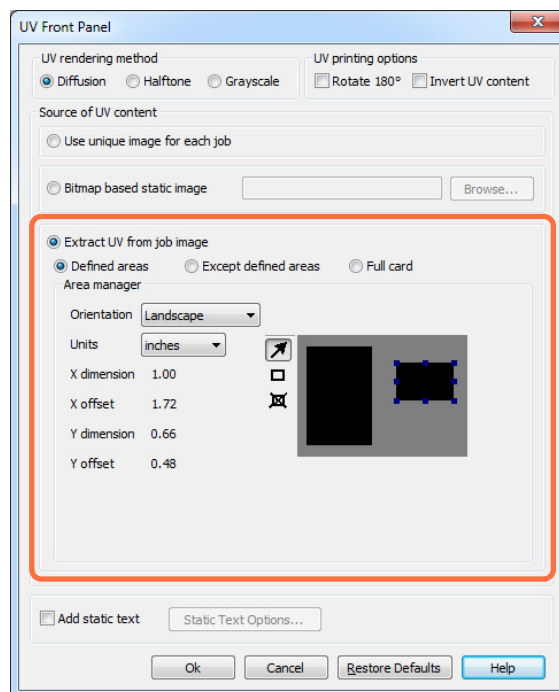 UV Front Panel
UV rendering method
UV printing options
Diffusion Halftone Grayscale
Rotate 180° Invert UV content
Source of UV content
Use unique image for each job
Bitmap based static image Browse...
Extract UV from job image
Defined areas Except defined areas Full card
Area manager
Orientation Landscape
Units inches
X dimension 1.00
X offset 1.72
Y dimension 0.66
Y offset 0.48
Add static text Static Text Options...
Ok Cancel Restore Defaults Help